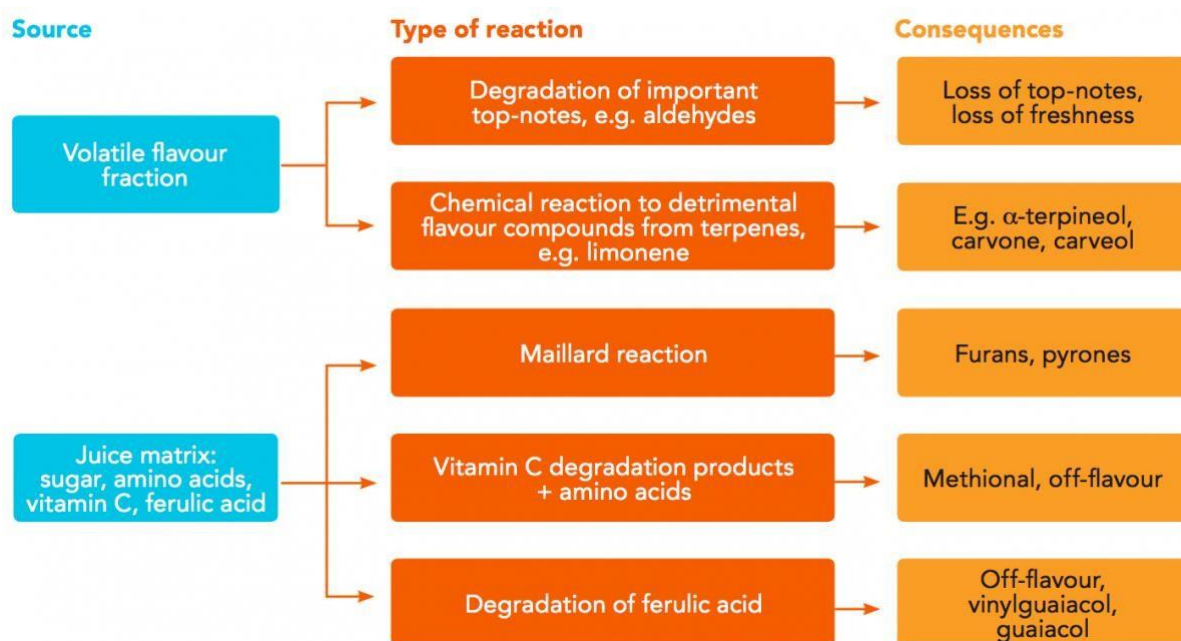 Source
Type of reaction
Consequences
Volatile flavour
fraction
Degradation of important
top-notes, e.g. aldehydes
Loss of top-notes,
loss of freshness
Chemical reaction to detrimental
flavour compounds from terpenes,
e.g. limonene
E.g. α-terpineol,
carvone, carveol
Juice matrix:
sugar, amino acids,
vitamin C, ferulic acid
Maillard reaction
Furans, pyrones
Vitamin C degradation products
+ amino acids
Methional, off-flavour
Degradation of ferulic acid
Off-flavour,
vinylguaiacol,
guaiacol